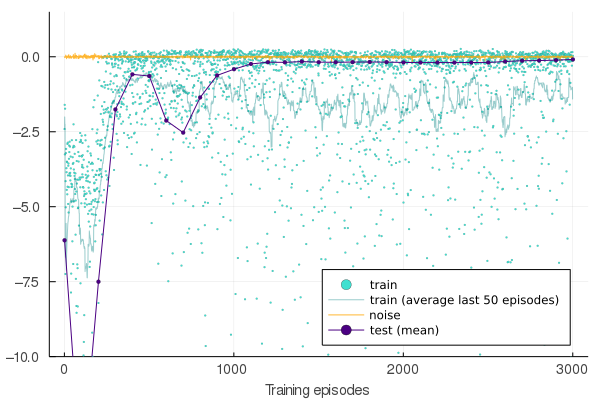 0.0
−2.5
−5.0
−7.5
−10.0
0
1000
2000
3000
Training episodes
train
train (average last 50 episodes)
noise
test (mean)